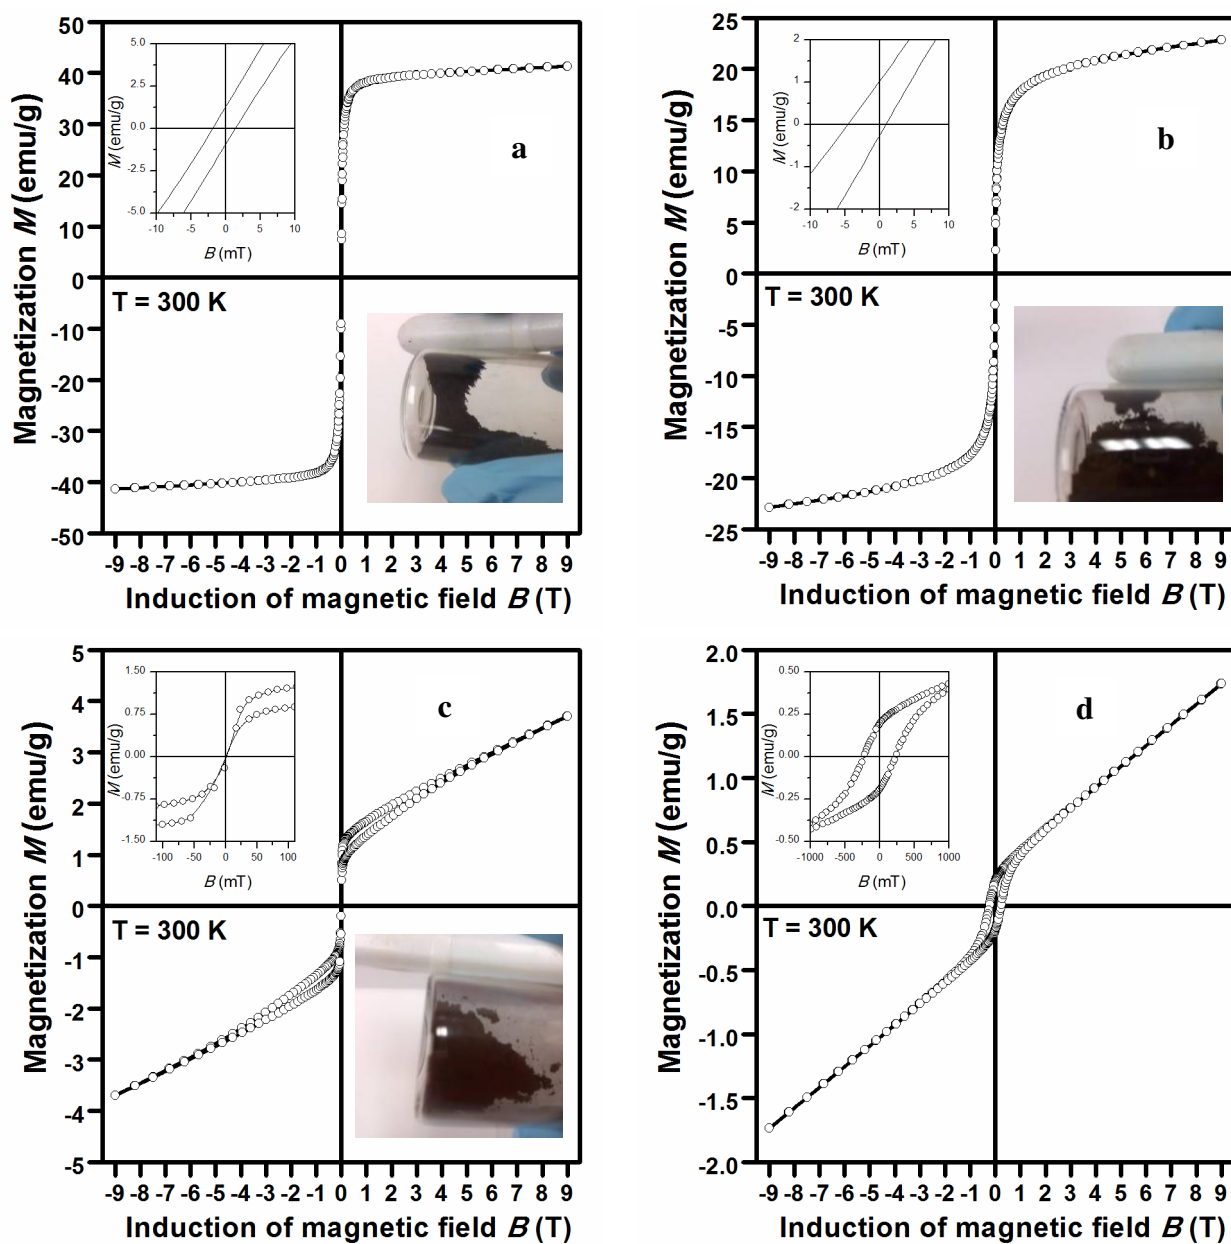 50
40
30
20
10
0
-10
-20
-30
-40
-50
Magnetization M (emu/g)
-9 -8 -7 -6 -5 -4 -3 -2 -1 0 1 2 3 4 5 6 7 8 9
Induction of magnetic field B (T)
T = 300 K
a
5.0
2.5
0.0
-2.5
-5.0
M (emu/g)
-10 -5 0 5 10
B (mT)
25
20
15
10
5
0
-5
-10
-15
-20
-25
Magnetization M (emu/g)
-9 -8 -7 -6 -5 -4 -3 -2 -1 0 1 2 3 4 5 6 7 8 9
Induction of magnetic field B (T)
T = 300 K
b
2
1
0
-1
-2
M (emu/g)
-10 -5 0 5 10
B (mT)
5
4
3
2
1
0
-1
-2
-3
-4
-5
Magnetization M (emu/g)
-9 -8 -7 -6 -5 -4 -3 -2 -1 0 1 2 3 4 5 6 7 8 9
Induction of magnetic field B (T)
T = 300 K
c
1.50
0.75
0.00
-0.75
-1.50
M (emu/g)
-100 -50 0 50 100
B (mT)
2.0
1.5
1.0
0.5
0.0
-0.5
-1.0
-1.5
-2.0
Magnetization M (emu/g)
-9 -8 -7 -6 -5 -4 -3 -2 -1 0 1 2 3 4 5 6 7 8 9
Induction of magnetic field B (T)
T = 300 K
d
0.50
0.25
0.00
-0.25
-0.50
M (emu/g)
-1000 -500 0 500 1000
B (mT)